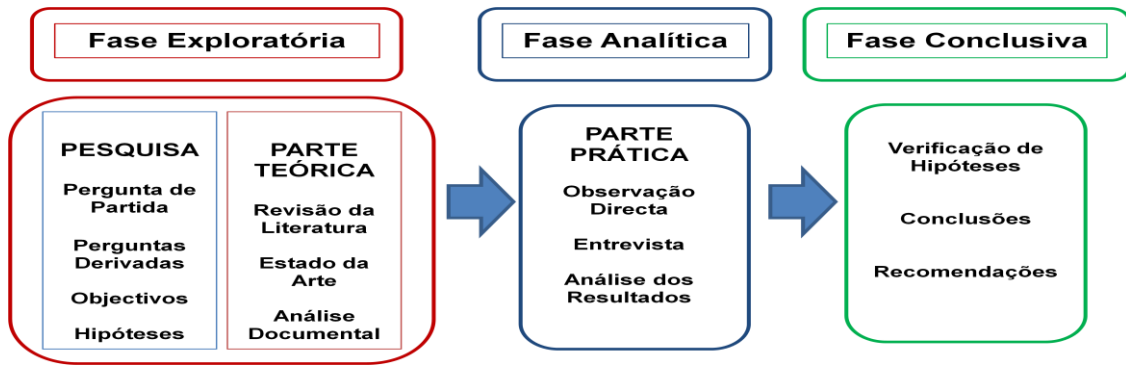 Fase Exploratória
Fase Analítica
Fase Conclusiva
PESQUISA
Pergunta de
Partida
Perguntas
Derivadas
Objectivos
Hipóteses
PARTE
TEÓRICA
Revisão da
Literatura
Estado da
Arte
Análise
Documental
PARTE
PRÁTICA
Observação
Directa
Entrevista
Análise dos
Resultados
Verificação de
Hipóteses
Conclusões
Recomendações